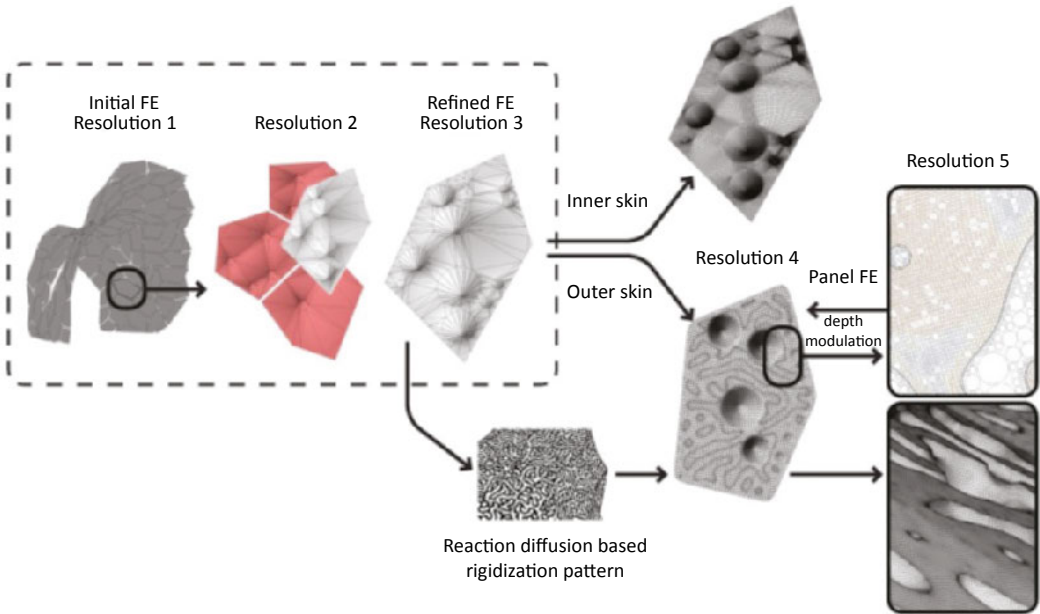 Initial FE
Resolution 1
Resolution 2
Refined FE
Resolution 3
Inner skin
Outer skin
Resolution 4
Resolution 5
Panel FE
depth
modulation
Reaction diffusion based
rigidization pattern